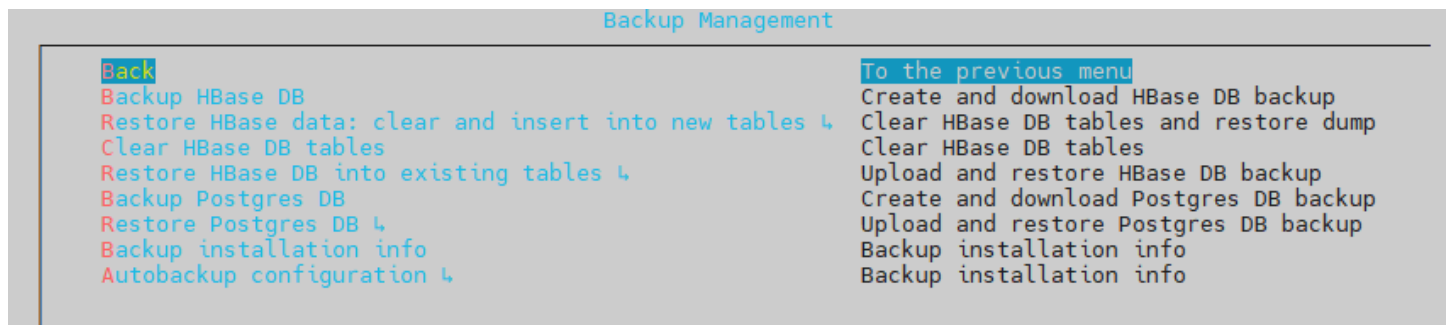 Backup Management
Back To the previous menu
Backup HBase DB Create and download HBase DB backup
Restore HBase data: clear and insert into new tables ↳ Clear HBase DB tables and restore dump
Clear HBase DB tables Clear HBase DB tables
Restore HBase DB into existing tables ↳ Upload and restore HBase DB backup
Backup Postgres DB Create and download Postgres DB backup
Restore Postgres DB ↳ Upload and restore Postgres DB backup
Backup installation info Backup installation info
Autobackup configuration ↳ Backup installation info